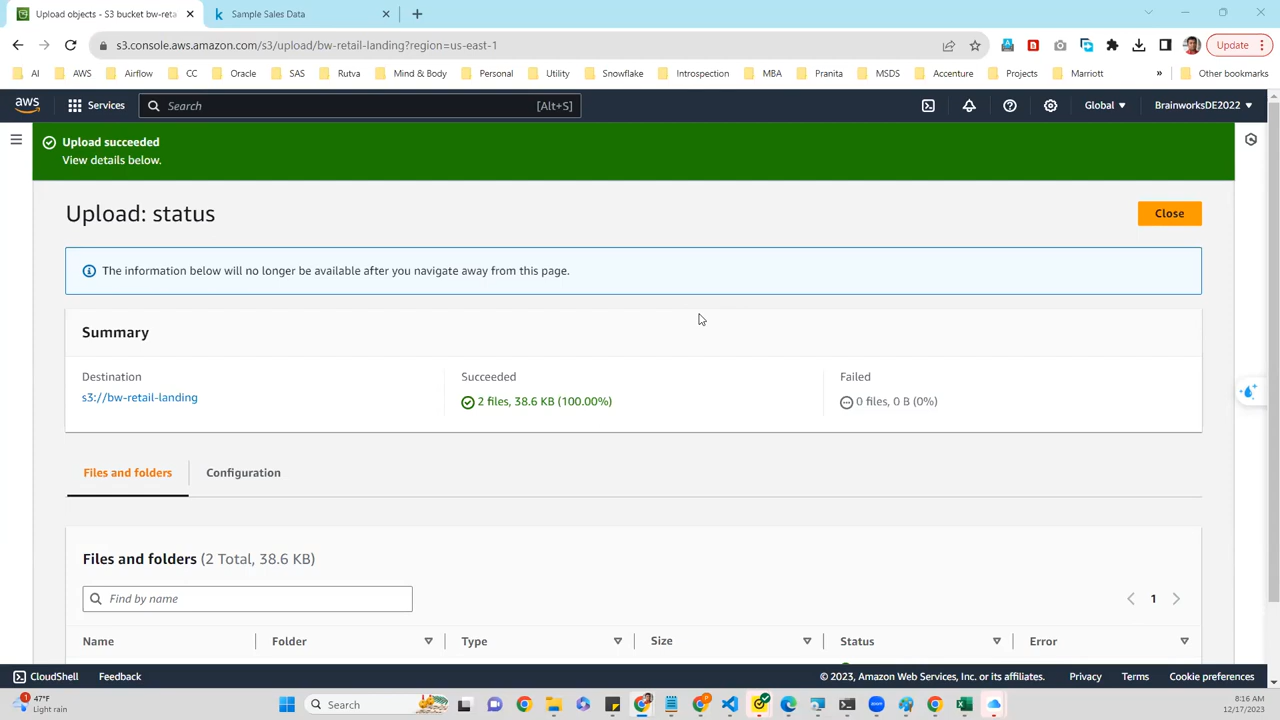 Upload objects - S3 bucket bw-reta
Sample Sales Data
s3.console.aws.amazon.com/s3/upload/bw-retail-landing?region=us-east-1
Update
AI
AWS
Airflow
CC
Oracle
SAS
Rutva
Mind & Body
Personal
Utility
Snowflake
Introspection
MBA
Pranita
MSDS
Accenture
Projects
Marriott
»
Other bookmarks
aws
Services
Search
[Alt+S]
Global
BrainworksDE2022
Upload succeeded
View details below.
Upload: status
Close
The information below will no longer be available after you navigate away from this page.
Summary
Destination
Succeeded
Failed
s3://bw-retail-landing
2 files, 38.6 KB (100.00%)
0 files, 0 B (0%)
Files and folders
Configuration
Files and folders (2 Total, 38.6 KB)
Find by name
1
Name
Folder
Type
Size
Status
Error
CloudShell
Feedback
© 2023, Amazon Web Services, Inc. or its affiliates.
Privacy
Terms
Cookie preferences
1
47°F
Light rain
Search
8:16 AM
12/17/2023